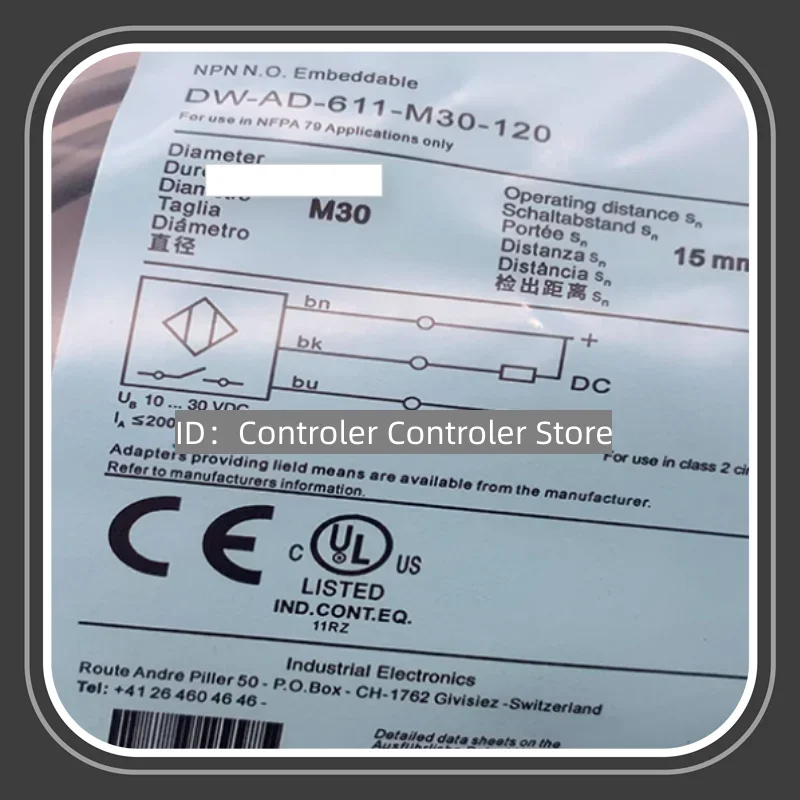 NPN N.O. Embeddable
DW-AD-611-M30-120
For use in NFPA 79 Applications only
Diameter
Taglia
Diámetro
直径
M30
Operating distance sn
Schaltabstand sn
Portée sn
Distanza sn
Distância sn
检出距离 sn
15 mm
bn
bk
bu
+
DC
UB 10 ... 30 VDC
IA ≤200
ID：Controler Controler Store
For use in class 2 cir
Adapters providing lield means are available from the manufacturer.
Refer to manufacturers information.
CE
C UL US
LISTED
IND.CONT.EQ.
11RZ
Industrial Electronics
Route Andre Piller 50 - P.O.Box - CH-1762 Givisiez -Switzerland
Tel: +41 26 460 46 46 -
Detailed data sheets on the